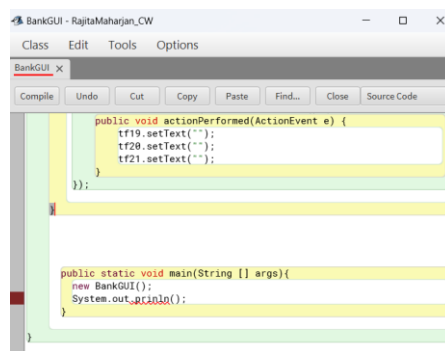 BankGUI - RajitaMaharjan_CW
Class Edit Tools Options
BankGUI X
Compile Undo Cut Copy Paste Find... Close Source Code
public void actionPerformed(ActionEvent e) {
tf19.setText("");
tf20.setText("");
tf21.setText("");
}
});
}
public static void main(String [] args){
new BankGUI();
System.out.prinln();
}
}